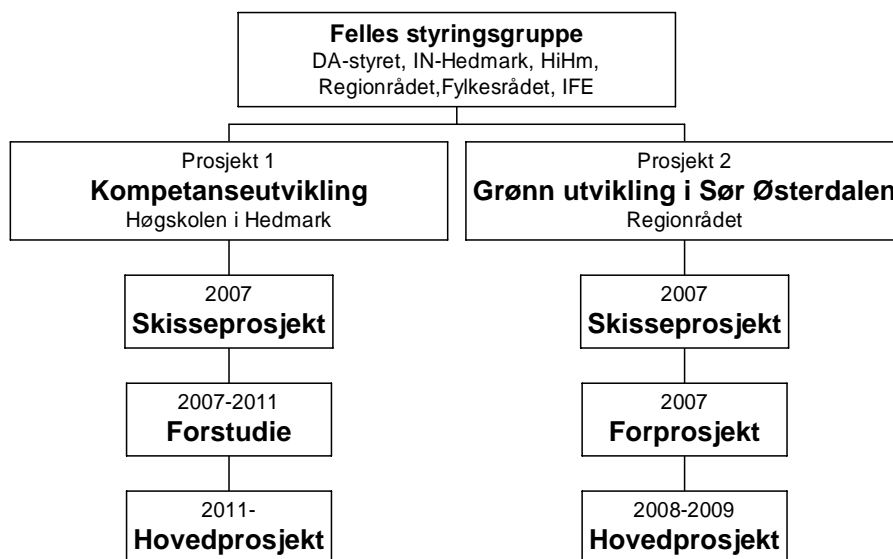 Felles styringsgruppe
DA-styret, IN-Hedmark, HiHm,
Regionrådet,Fylkesrådet, IFE
Prosjekt 1
Kompetanseutvikling
Høgskolen i Hedmark
Prosjekt 2
Grønn utvikling i Sør Østerdalen
Regionrådet
2007
Skisseprosjekt
2007
Skisseprosjekt
2007-2011
Forstudie
2007
Forprosjekt
2011-
Hovedprosjekt
2008-2009
Hovedprosjekt